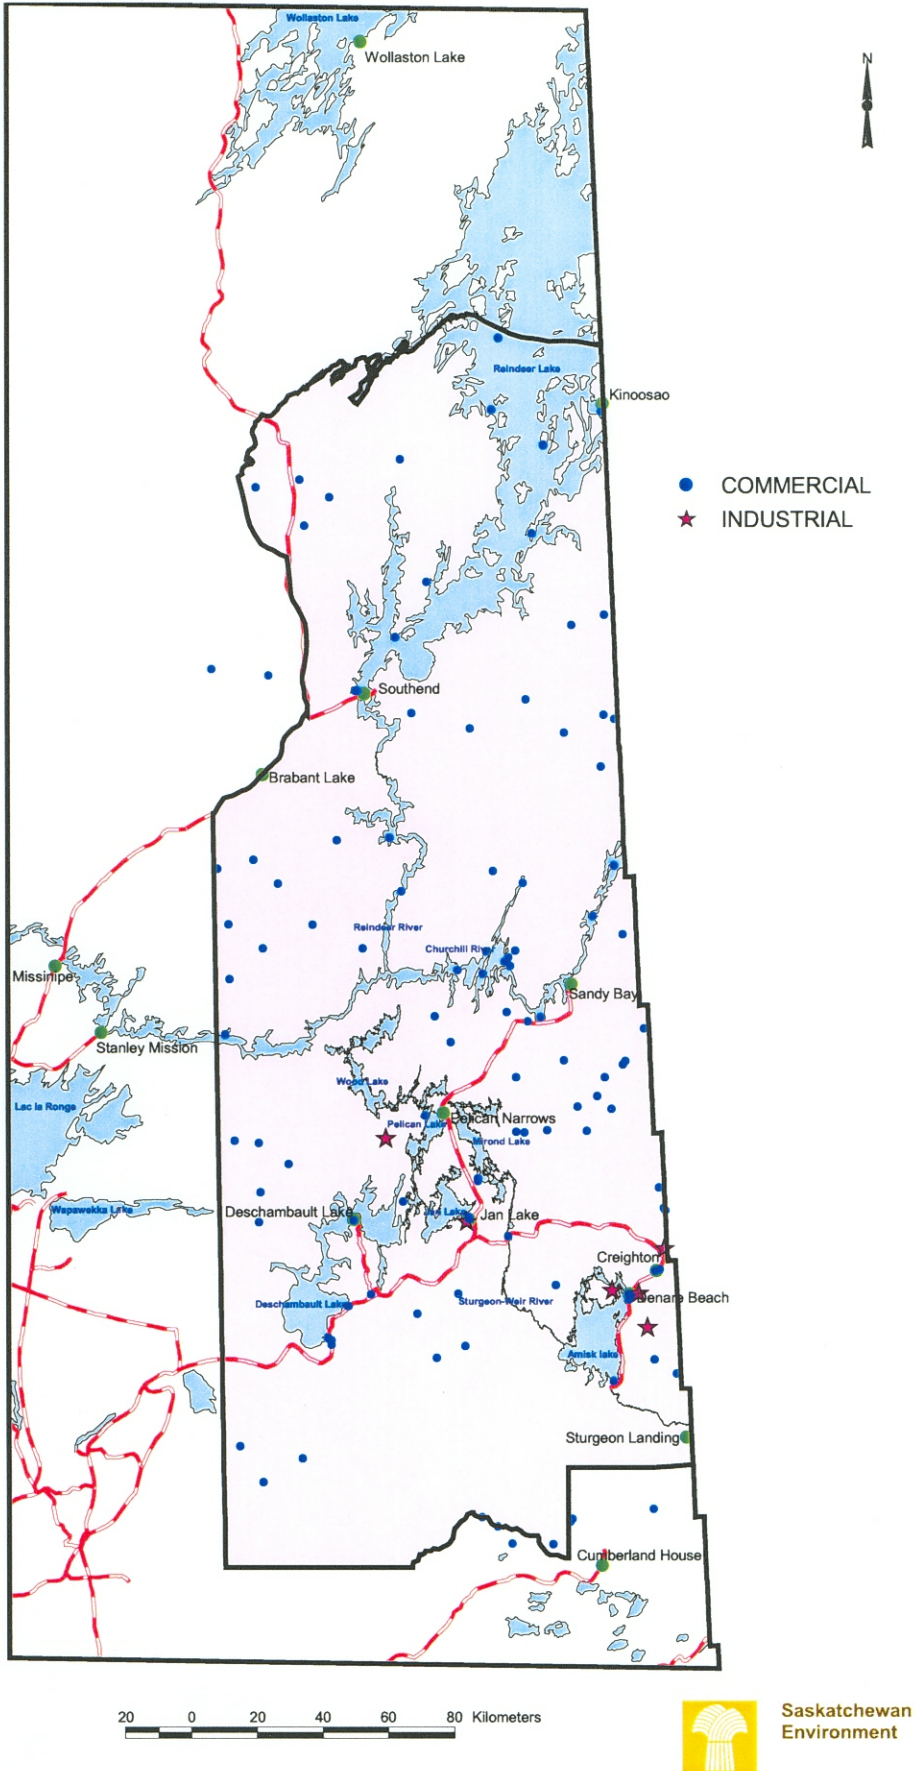 Wollaston Lake
Wollaston Lake
N
Reindeer Lake
Kinoosao
COMMERCIAL
INDUSTRIAL
Southend
Brabant Lake
Reindeer River
Churchill River
Missinipe
Sandy Bay
Stanley Mission
Wood Lake
Lac la Ronge
Pelican Narrows
Pelican Lake
Mirond Lake
Wapawekka Lake
Deschambault Lake
Jan Lake
Jan Lake
Creighton
Denare Beach
Deschambault Lake
Sturgeon-Weir River
Amisk lake
Sturgeon Landing
Cumberland House
20 0 20 40 60 80 Kilometers
Saskatchewan
Environment